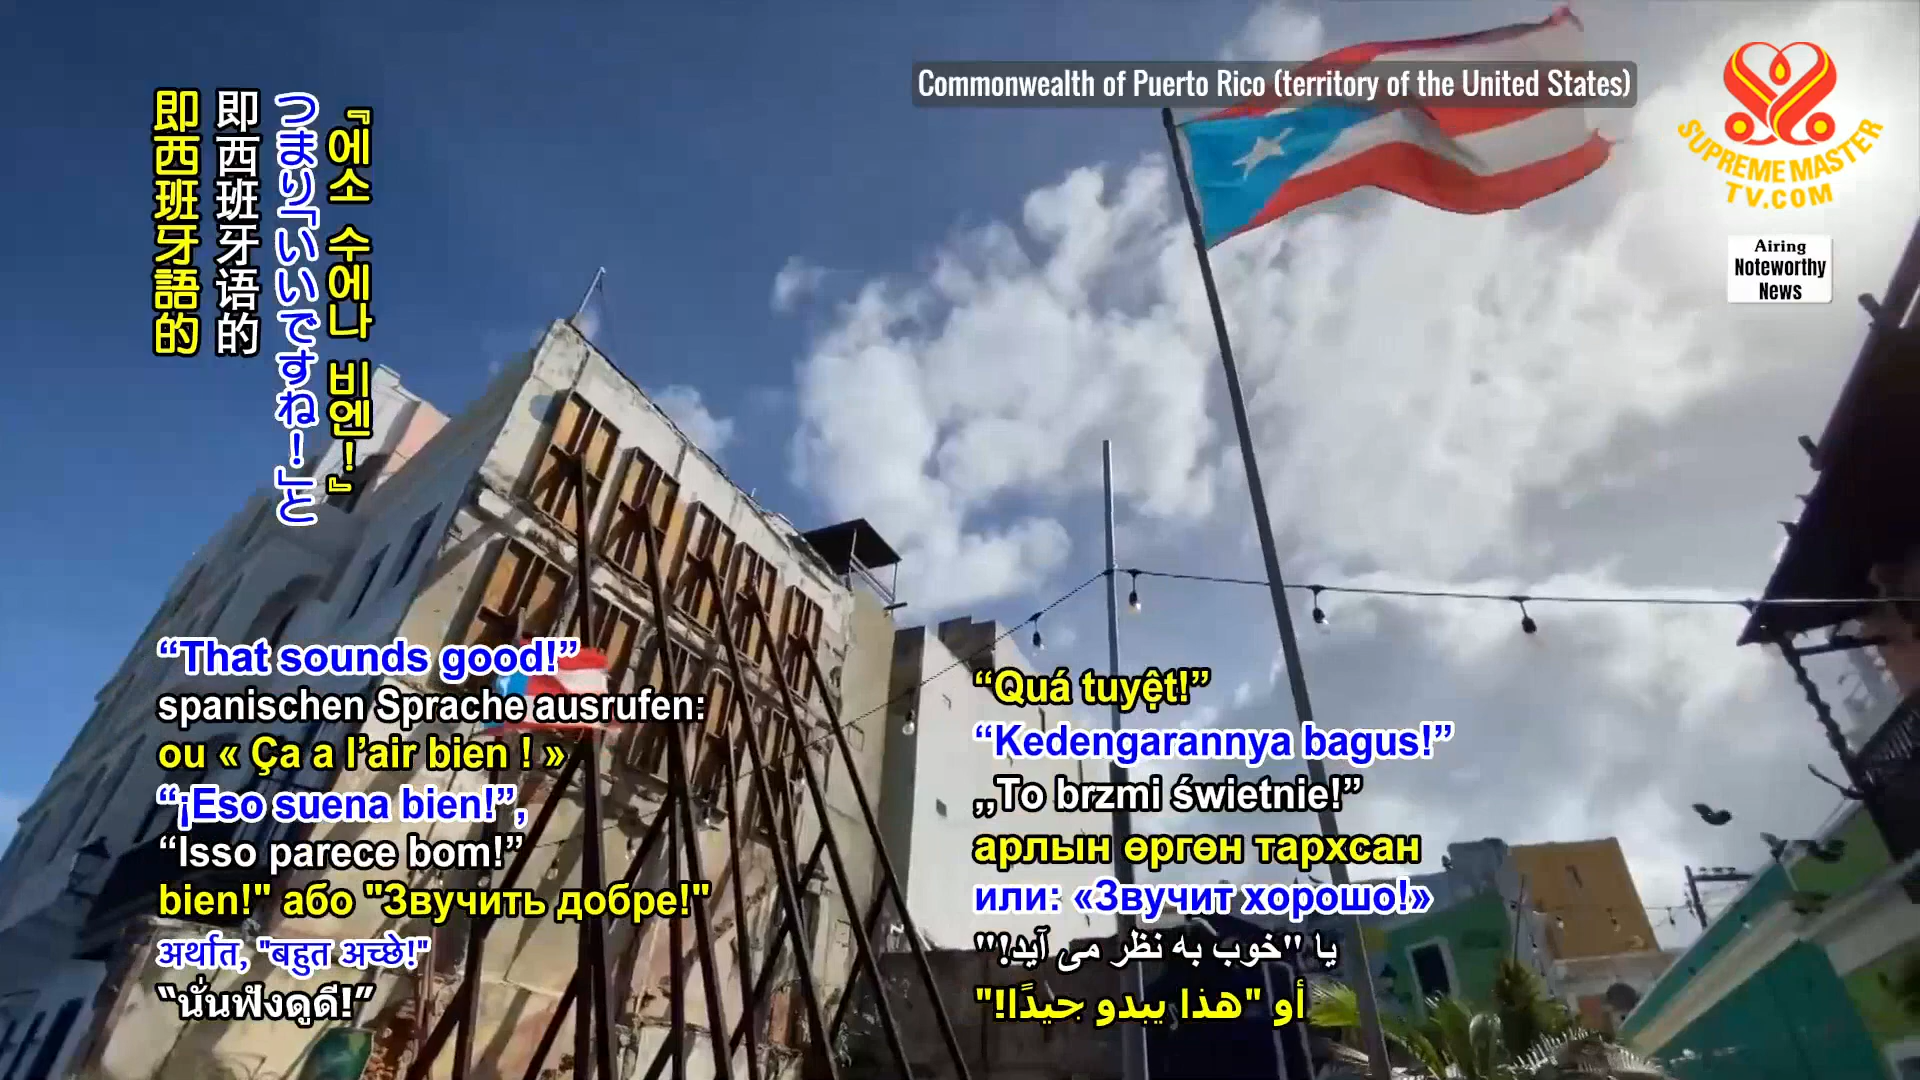 Commonwealth of Puerto Rico (territory of the United States)
SUPREME MASTER
TV.COM
Airing
Noteworthy
News
『에소 수에나 비엔!』
つまり「いいですね!」と
即西班牙语的
即西班牙語的
“That sounds good!”
spanischen Sprache ausrufen:
ou « Ça a l’air bien ! »
“¡Eso suena bien!”,
“Isso parece bom!”
bien!" або "Звучить добре!"
अर्थात, "बहुत अच्छे!"
“นั่นฟังดูดี!”
“Quá tuyệt!”
“Kedengarannya bagus!”
„To brzmi świetnie!”
арлын өргөн тархсан
или: «Звучит хорошо!»
یا "خوب به نظر می آید!"
أو "هذا يبدو جيدًا!"